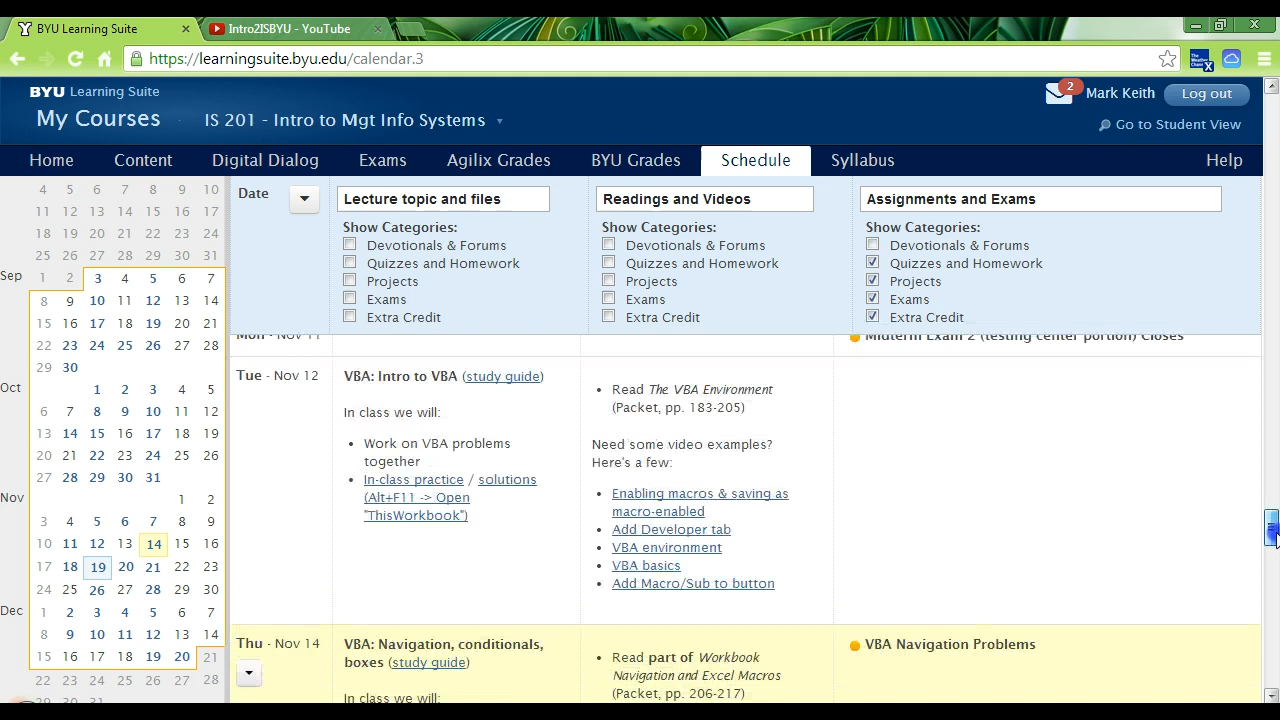 BYU Learning Suite
Intro2ISBYU - YouTube
https://learningsuite.byu.edu/calendar.3
BYU Learning Suite
2
Mark Keith
Log out
My Courses
IS 201 - Intro to Mgt Info Systems
Go to Student View
Home
Content
Digital Dialog
Exams
Agilix Grades
BYU Grades
Schedule
Syllabus
Help
4 5 6 7 8 9 10
11 12 13 14 15 16 17
18 19 20 21 22 23 24
25 26 27 28 29 30 31
Sep 1 2 3 4 5 6 7
8 9 10 11 12 13 14
15 16 17 18 19 20 21
22 23 24 25 26 27 28
29 30
Oct 1 2 3 4 5
6 7 8 9 10 11 12
13 14 15 16 17 18 19
20 21 22 23 24 25 26
27 28 29 30 31
Nov 1 2
3 4 5 6 7 8 9
10 11 12 13 14 15 16
17 18 19 20 21 22 23
24 25 26 27 28 29 30
Dec 1 2 3 4 5 6 7
8 9 10 11 12 13 14
15 16 17 18 19 20 21
22 23 24 25 26 27 28
29 30 31
Date
Lecture topic and files
Show Categories:
Devotionals & Forums
Quizzes and Homework
Projects
Exams
Extra Credit
Readings and Videos
Show Categories:
Devotionals & Forums
Quizzes and Homework
Projects
Exams
Extra Credit
Assignments and Exams
Show Categories:
Devotionals & Forums
Quizzes and Homework
Projects
Exams
Extra Credit
Mon - Nov 11
Midterm Exam 2 (testing center portion) Closes
Tue - Nov 12
VBA: Intro to VBA (study guide)
In class we will:
• Work on VBA problems
together
• In-class practice / solutions
(Alt+F11 -> Open
"ThisWorkbook")
• Read The VBA Environment
(Packet, pp. 183-205)
Need some video examples?
Here's a few:
• Enabling macros & saving as
macro-enabled
• Add Developer tab
• VBA environment
• VBA basics
• Add Macro/Sub to button
Thu - Nov 14
VBA: Navigation, conditionals,
boxes (study guide)
In class we will:
• Read part of Workbook
Navigation and Excel Macros
(Packet, pp. 206-217)
VBA Navigation Problems